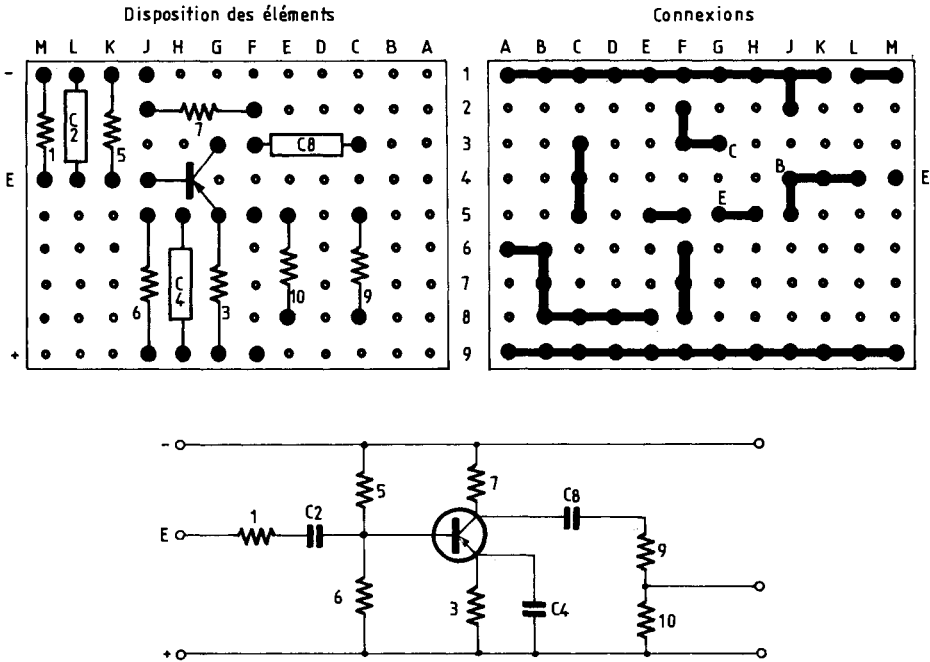 Disposition des éléments
Connexions
M L K J H G F E D C B A
A B C D E F G H J K L M
-
1
2
3
4
5
6
7
8
9
E
E
+
1
C2
5
7
C8
6
C4
3
10
9
C
B
E
-
5
7
C8
1
C2
E
9
6
3
C4
10
+